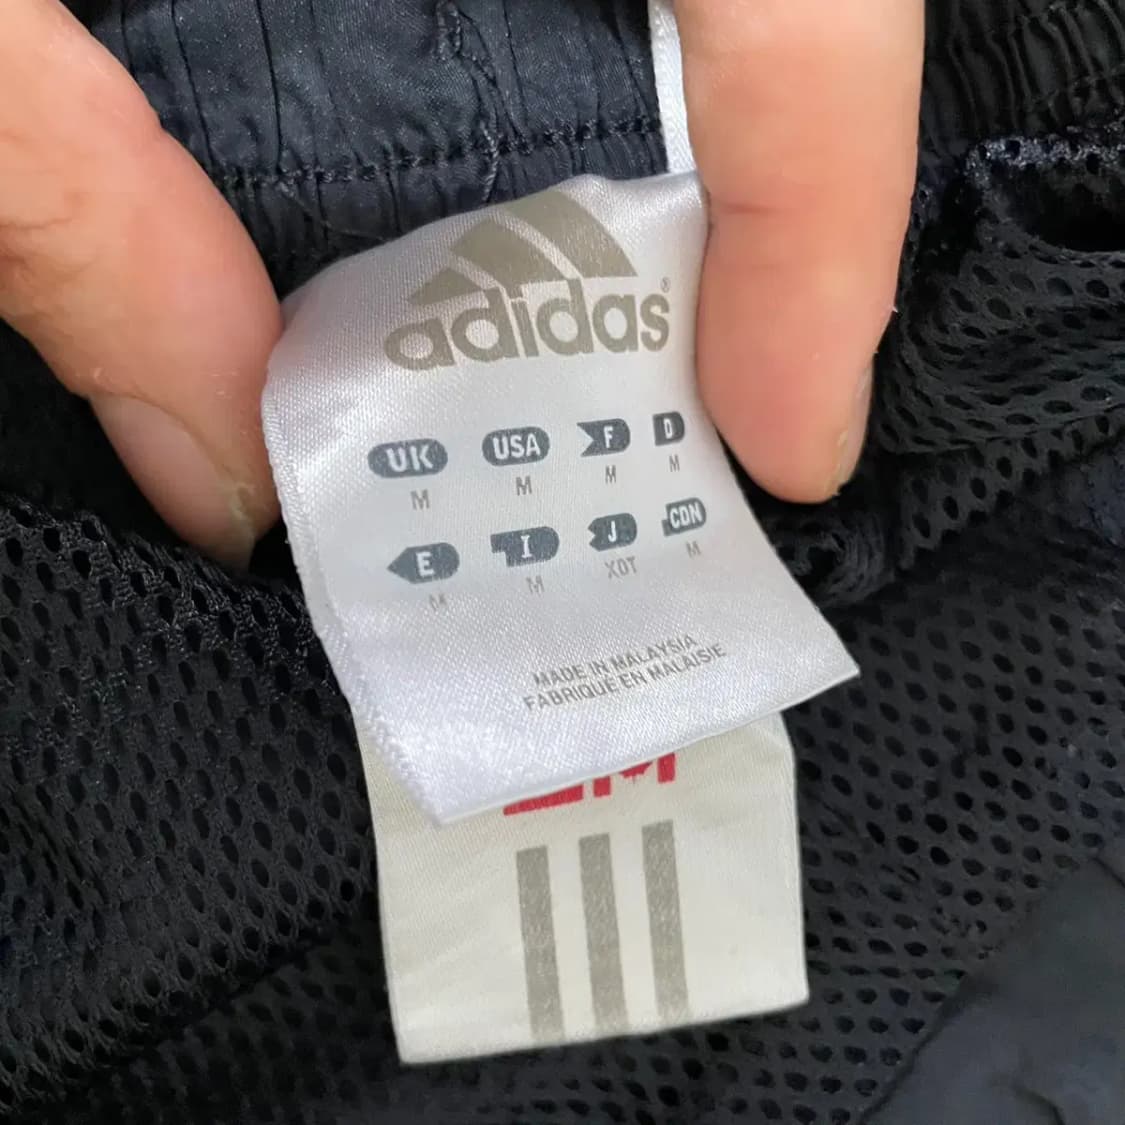 adidas®
UK USA F D
M M M M
E I J CDN
M M XOT M
MADE IN MALAYSIA
FABRIQUÉ EN MALAISIE